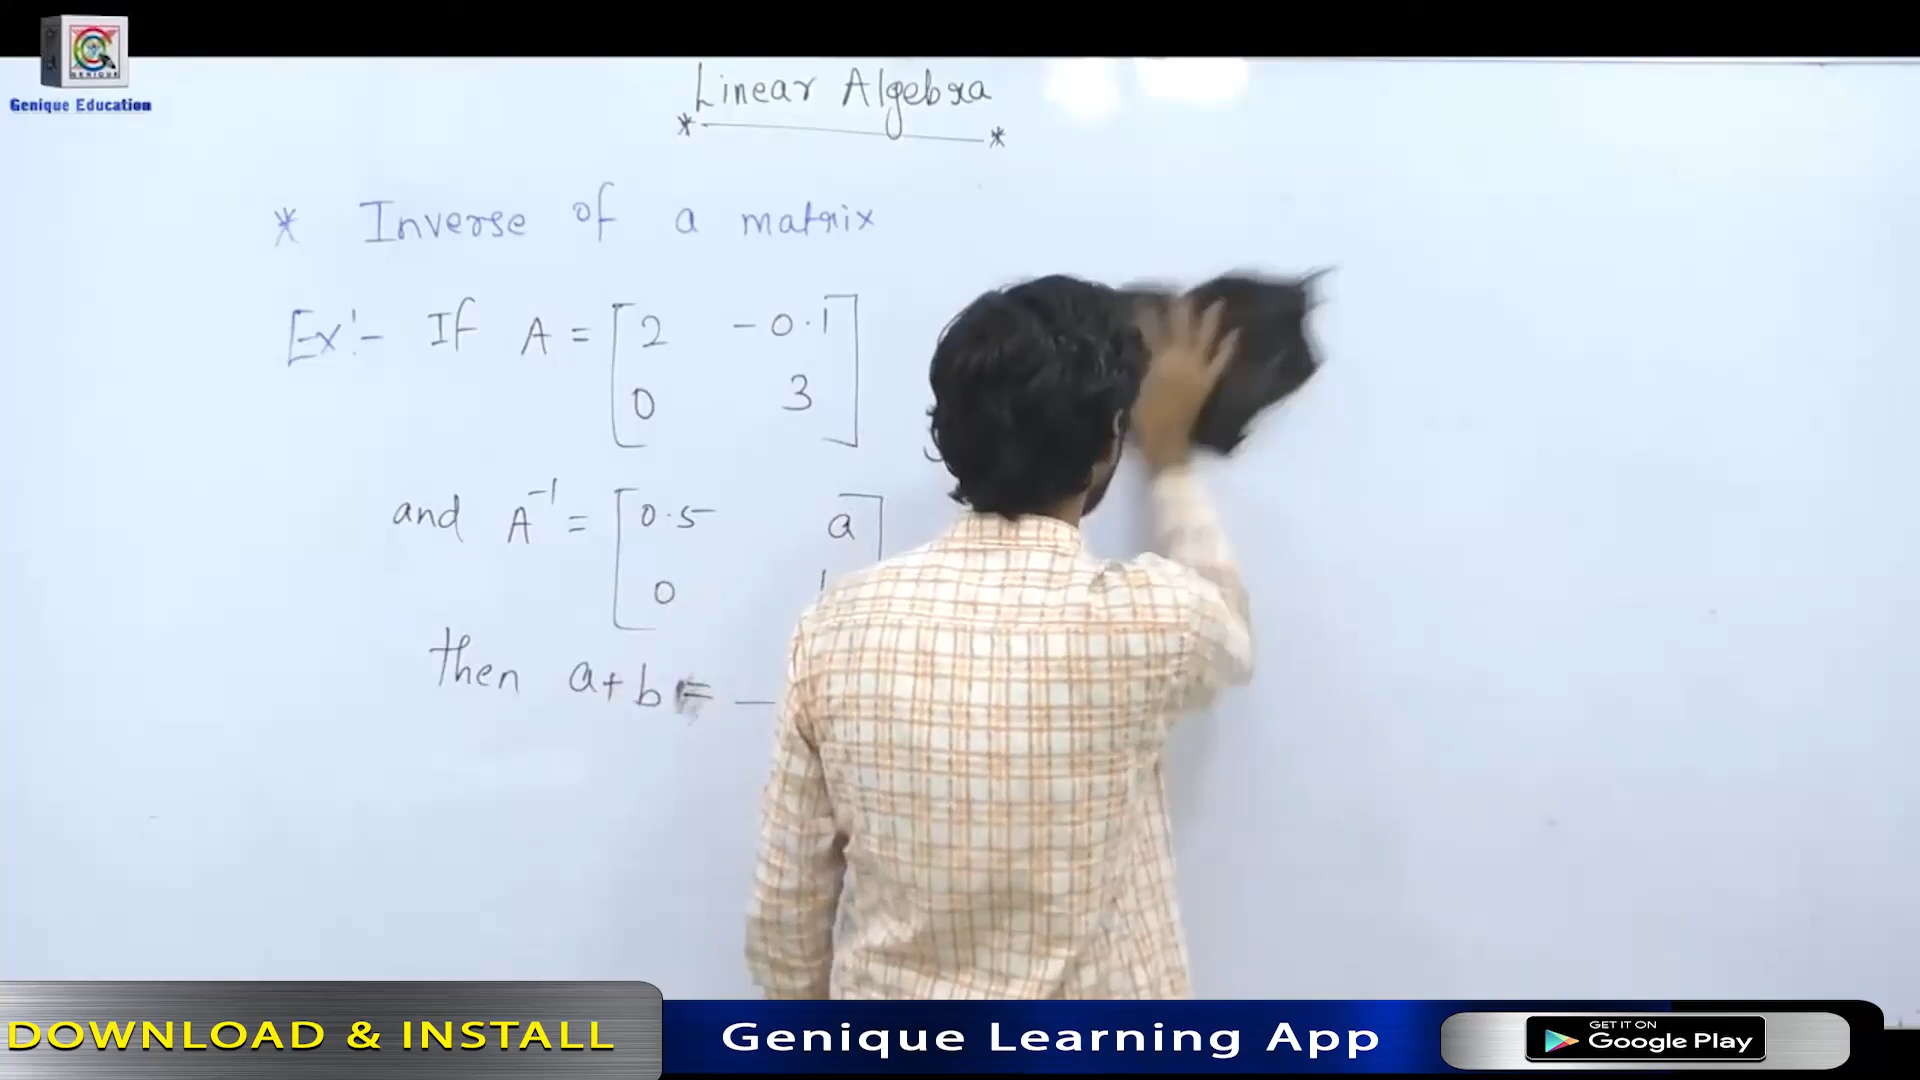 GENIQUE
Genique Education
Linear Algebra
* *
* Inverse of a matrix
Ex:- If A = [ 2 -0.1
0 3 ]
and A⁻¹ = [ 0.5 a
0
then a+b = _
DOWNLOAD & INSTALL
Genique Learning App
GET IT ON
Google Play